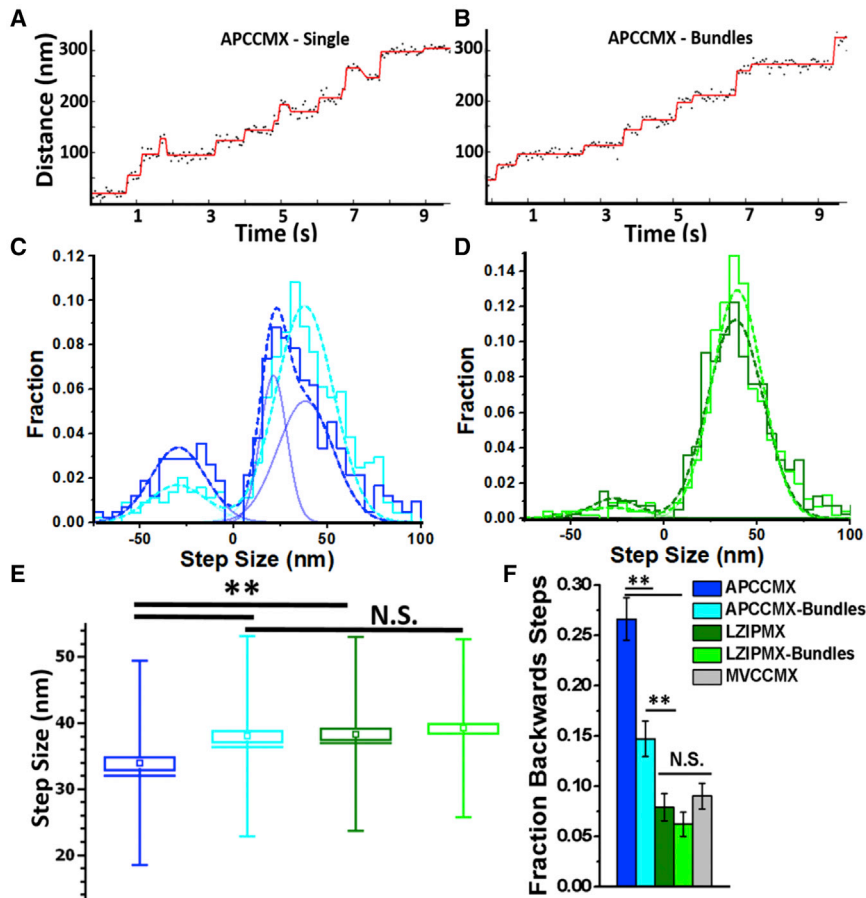 A
APCCMX - Single
Distance (nm)
300
200
100
1 3 5 7 9
Time (s)
B
APCCMX - Bundles
300
200
100
1 3 5 7 9
Time (s)
C
Fraction
0.12
0.10
0.08
0.06
0.04
0.02
0.00
-50 0 50 100
Step Size (nm)
D
0.14
0.12
0.10
0.08
0.06
0.04
0.02
0.00
-50 0 50 100
Step Size (nm)
E
**
N.S.
Step Size (nm)
50
40
30
20
F
Fraction Backwards Steps
0.30
0.25
0.20
0.15
0.10
0.05
0.00
**
**
N.S.
APCCMX
APCCMX-Bundles
LZIPMX
LZIPMX-Bundles
MVCCMX